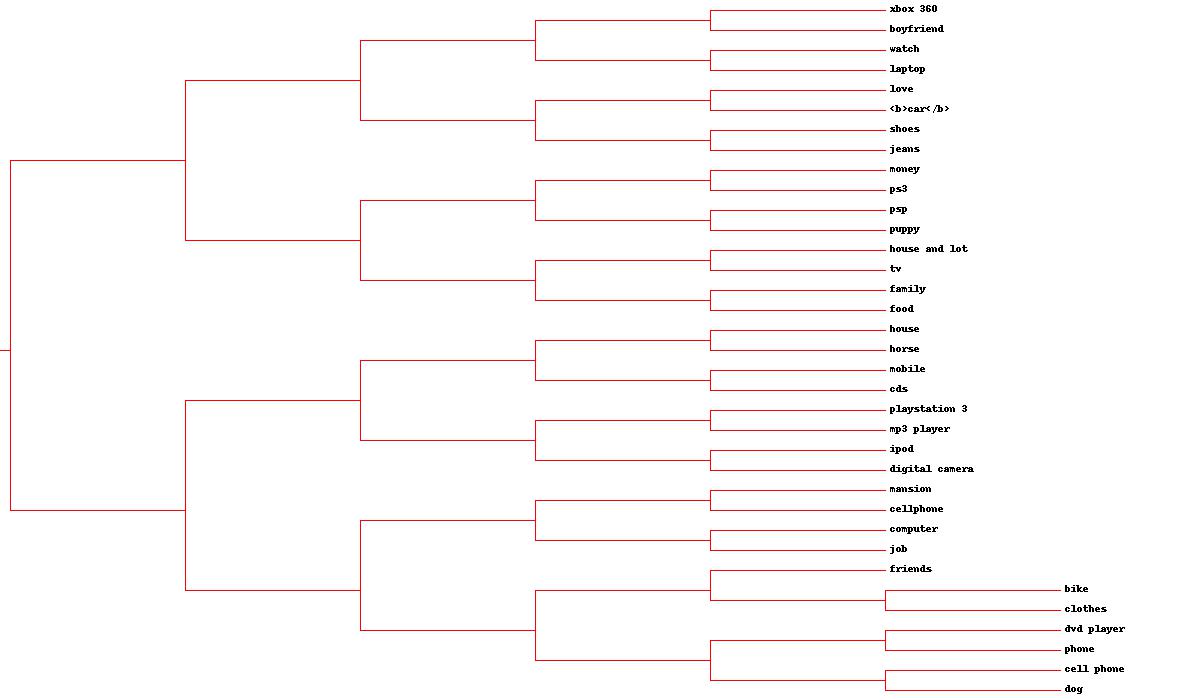 xbox 360
boyfriend
watch
laptop
love
<b>car</b>
shoes
jeans
money
ps3
psp
puppy
house and lot
tv
family
food
house
horse
mobile
cds
playstation 3
mp3 player
ipod
digital camera
mansion
cellphone
computer
job
friends
bike
clothes
dvd player
phone
cell phone
dog